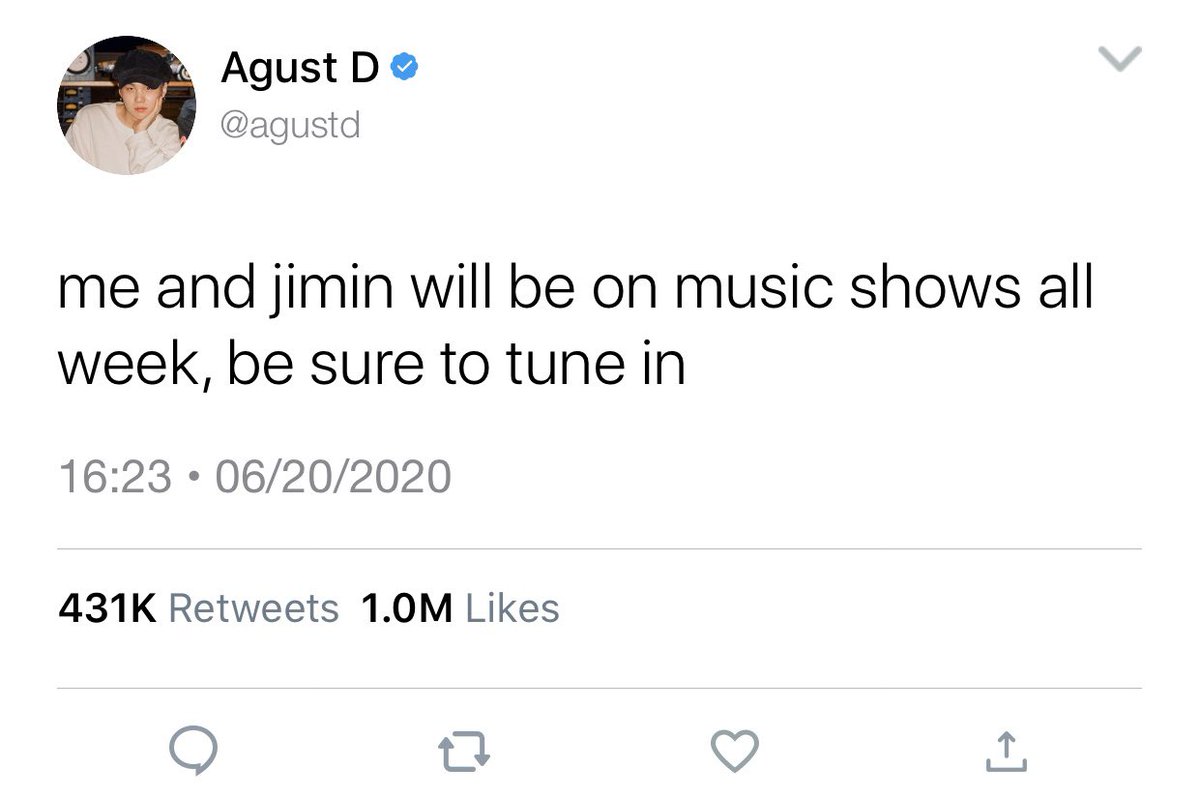 Agust D
@agustd
me and jimin will be on music shows all
week, be sure to tune in
16:23 • 06/20/2020
431K Retweets 1.0M Likes